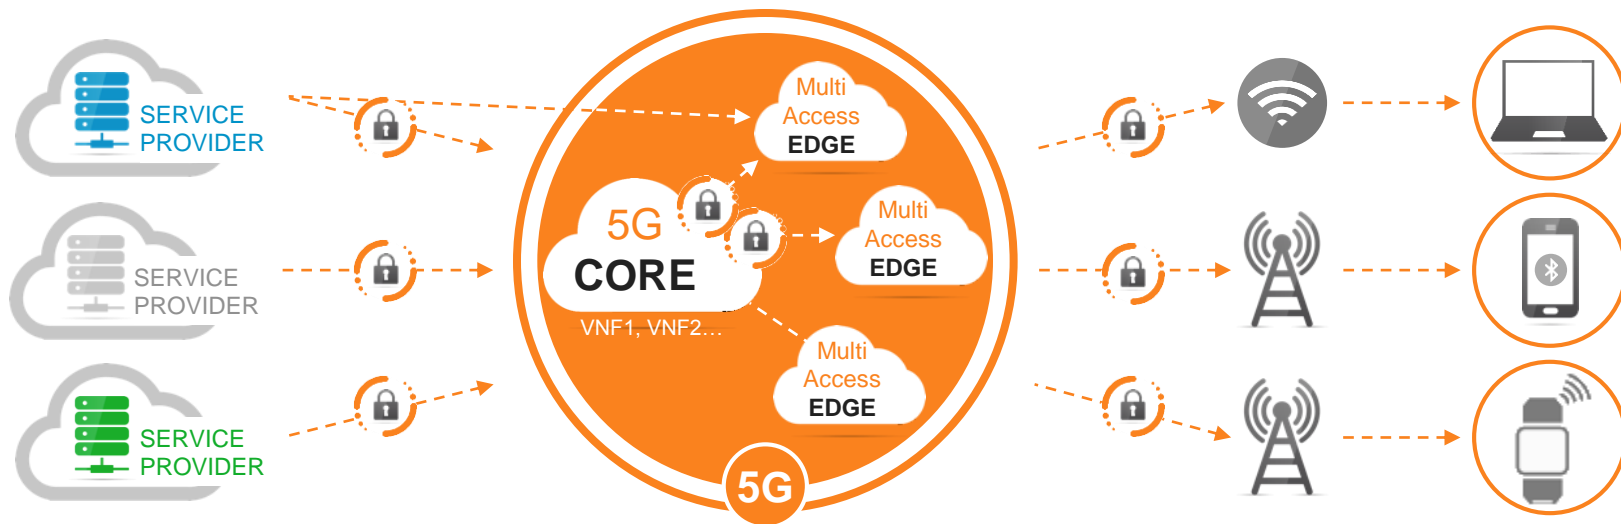 SERVICE
PROVIDER
SERVICE
PROVIDER
SERVICE
PROVIDER
Multi
Access
EDGE
5G
CORE
VNF1, VNF2...
Multi
Access
EDGE
Multi
Access
EDGE
5G